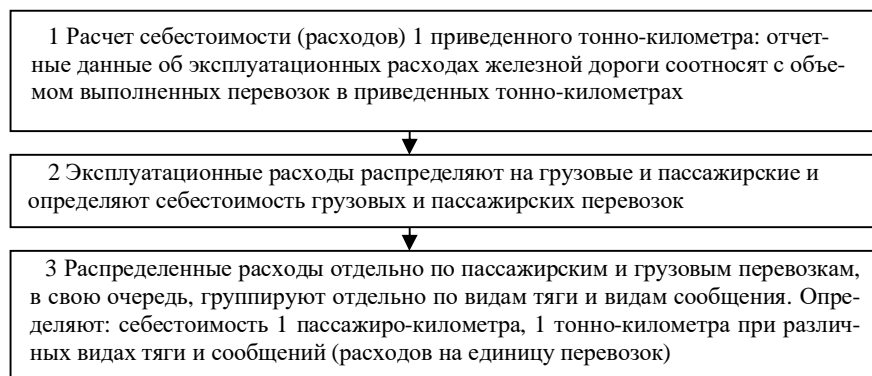 1 Расчет себестоимости (расходов) 1 приведенного тонно-километра: отчет-
ные данные об эксплуатационных расходах железной дороги соотносят с объе-
мом выполненных перевозок в приведенных тонно-километрах
2 Эксплуатационные расходы распределяют на грузовые и пассажирские и
определяют себестоимость грузовых и пассажирских перевозок
3 Распределенные расходы отдельно по пассажирским и грузовым перевозкам,
в свою очередь, группируют отдельно по видам тяги и видам сообщения. Опре-
деляют: себестоимость 1 пассажиро-километра, 1 тонно-километра при различ-
ных видах тяги и сообщений (расходов на единицу перевозок)